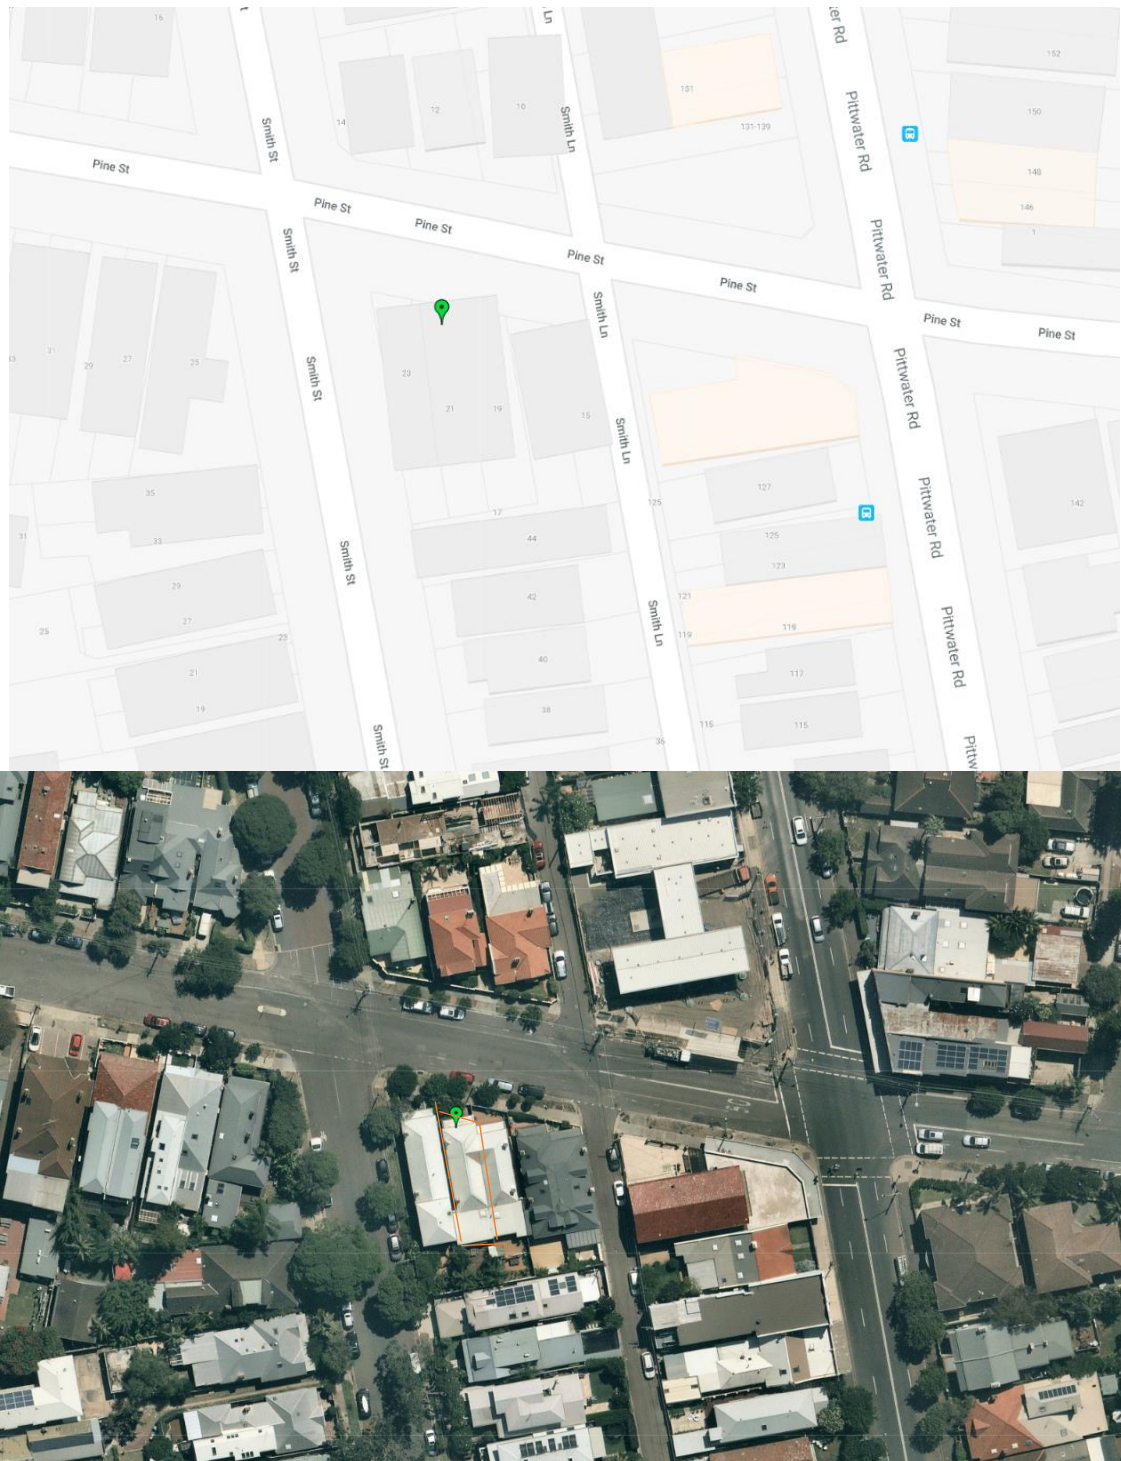 t
Ln
er Rd
16
152
14
12
10
131
131-139
150
148
146
1
Smith St
Smith Ln
Pittwater Rd
Pine St
Pine St
Pine St
Pine St
Pine St
Pine St
Pine St
Smith St
Smith Ln
Pittwater Rd
31
29
27
25
23
21
19
15
Smith St
Smith Ln
Pittwater Rd
35
33
31
17
44
125
127
125
123
142
Smith St
Smith Ln
Pittwater Rd
29
27
23
42
121
119
119
21
19
40
38
36
117
115
115
Pittwater Rd
Smith St
Pittw